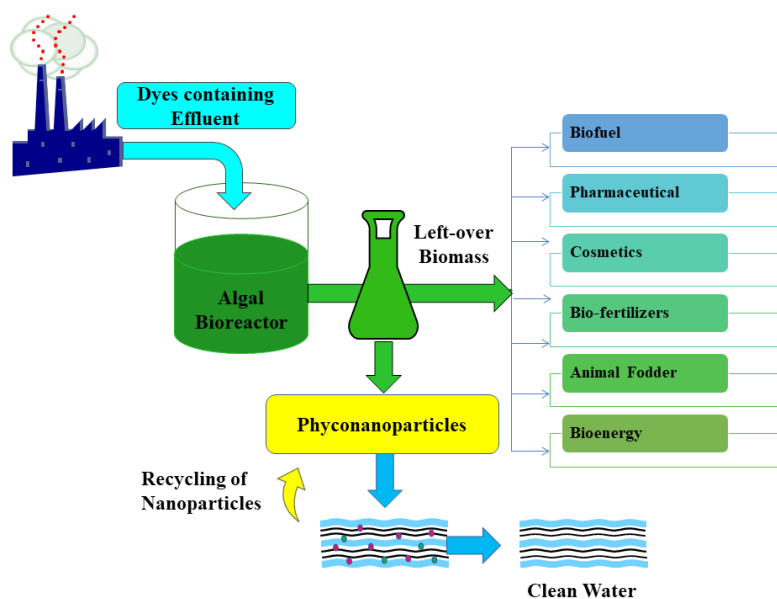 Dyes containing
Effluent
Algal
Bioreactor
Left-over
Biomass
Biofuel
Pharmaceutical
Cosmetics
Bio-fertilizers
Animal Fodder
Bioenergy
Phyconanoparticles
Recycling of
Nanoparticles
Clean Water